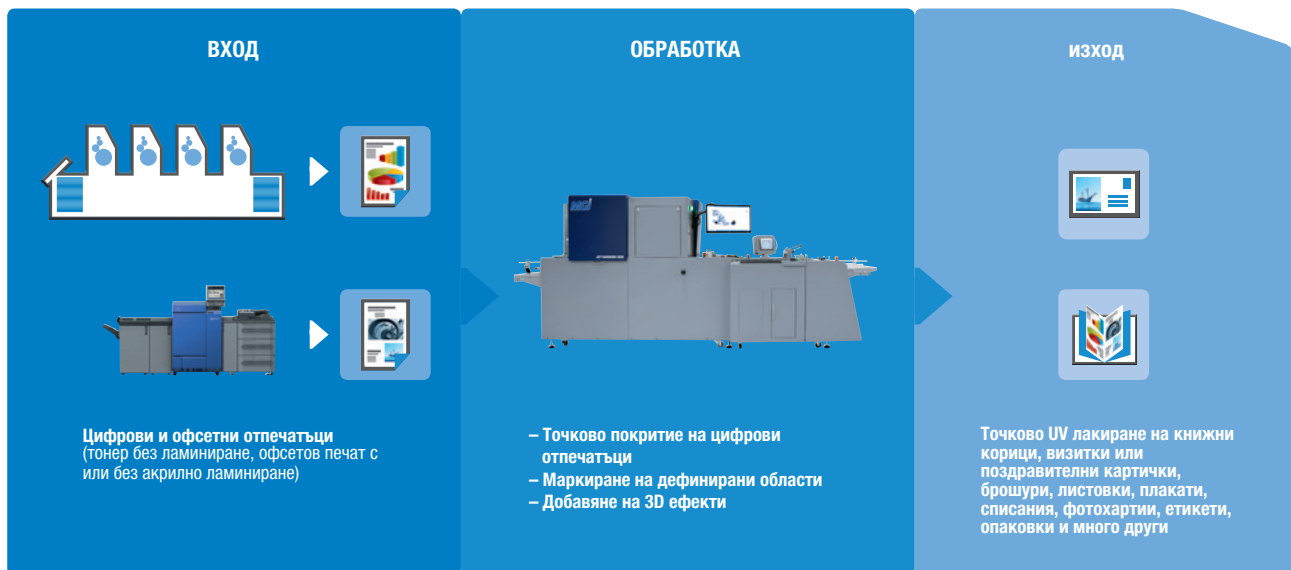 ВХОД
Цифрови и офсетни отпечатъци
(тонер без ламиниране, офсетов печат с
или без акрилно ламиниране)
ОБРАБОТКА
MGI
– Точково покритие на цифрови
отпечатъци
– Маркиране на дефинирани области
– Добавяне на 3D ефекти
ИЗХОД
Точково UV лакиране на книжни
корици, визитки или
поздравителни картички,
брошури, листовки, плакати,
списания, фотохартии, етикети,
опаковки и много други